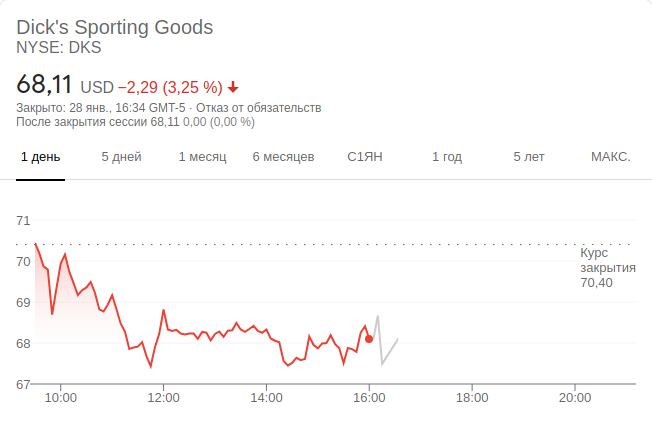 Dick's Sporting Goods
NYSE: DKS
68,11 USD −2,29 (3,25 %)
Закрыто: 28 янв., 16:34 GMT-5 · Отказ от обязательств
После закрытия сессии 68,11 0,00 (0,00 %)
1 день 5 дней 1 месяц 6 месяцев С1ЯН 1 год 5 лет МАКС.
71
70
69
68
67
Курс
закрытия
70,40
10:00 12:00 14:00 16:00 18:00 20:00